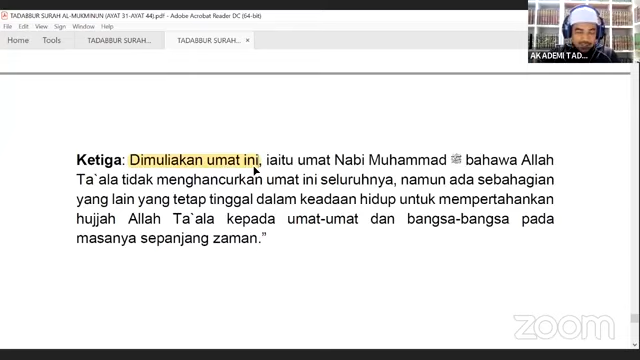 TADABBUR SURAH AL-MUKMINUN (AYAT 31-AYAT 44).pdf - Adobe Acrobat Reader DC (64-bit)
File Edit View Sign Window Help
Home Tools TADABBUR SURAH... TADABBUR SURAH... ×
AKADEMI TAD...
Ketiga: Dimuliakan umat ini, iaitu umat Nabi Muhammad ﷺ bahawa Allah
Ta`ala tidak menghancurkan umat ini seluruhnya, namun ada sebahagian
yang lain yang tetap tinggal dalam keadaan hidup untuk mempertahankan
hujjah Allah Ta`ala kepada umat-umat dan bangsa-bangsa pada
masanya sepanjang zaman.”
zoom